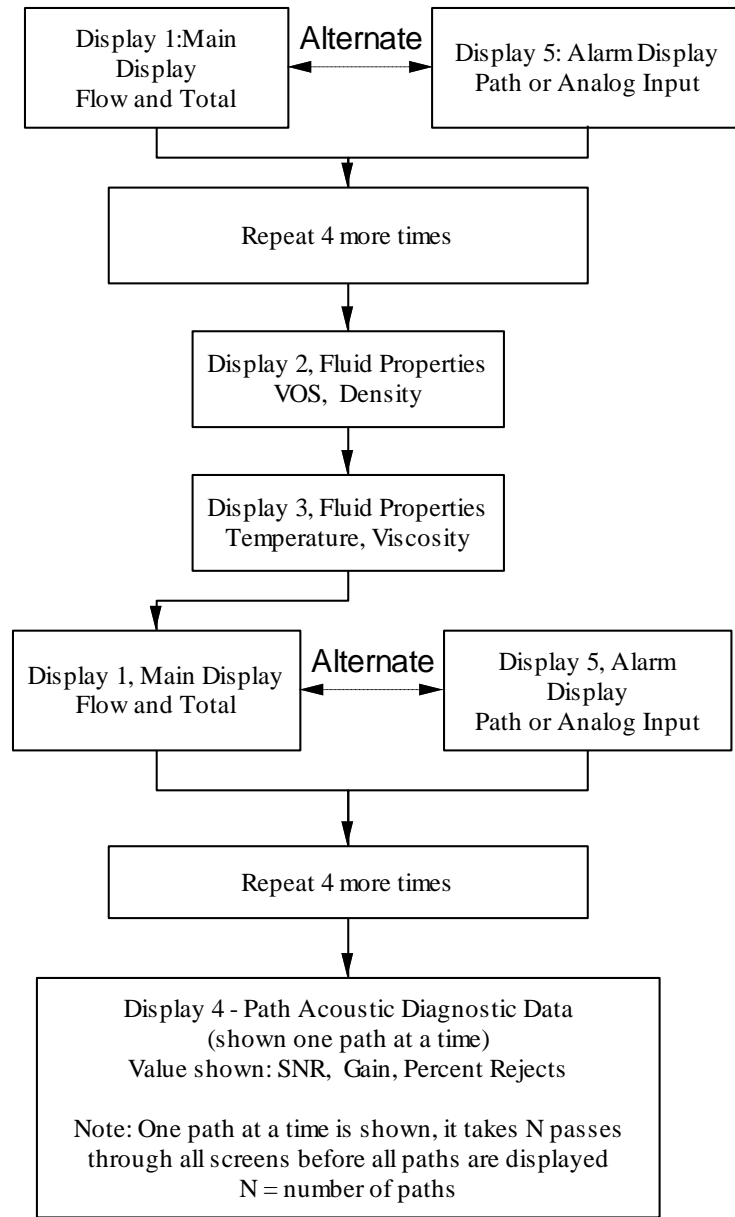 Display 1:Main
Display
Flow and Total
Alternate
Display 5: Alarm Display
Path or Analog Input
Repeat 4 more times
Display 2, Fluid Properties
VOS, Density
Display 3, Fluid Properties
Temperature, Viscosity
Display 1, Main Display
Flow and Total
Alternate
Display 5, Alarm
Display
Path or Analog Input
Repeat 4 more times
Display 4 - Path Acoustic Diagnostic Data
(shown one path at a time)
Value shown: SNR, Gain, Percent Rejects
Note: One path at a time is shown, it takes N passes
through all screens before all paths are displayed
N = number of paths